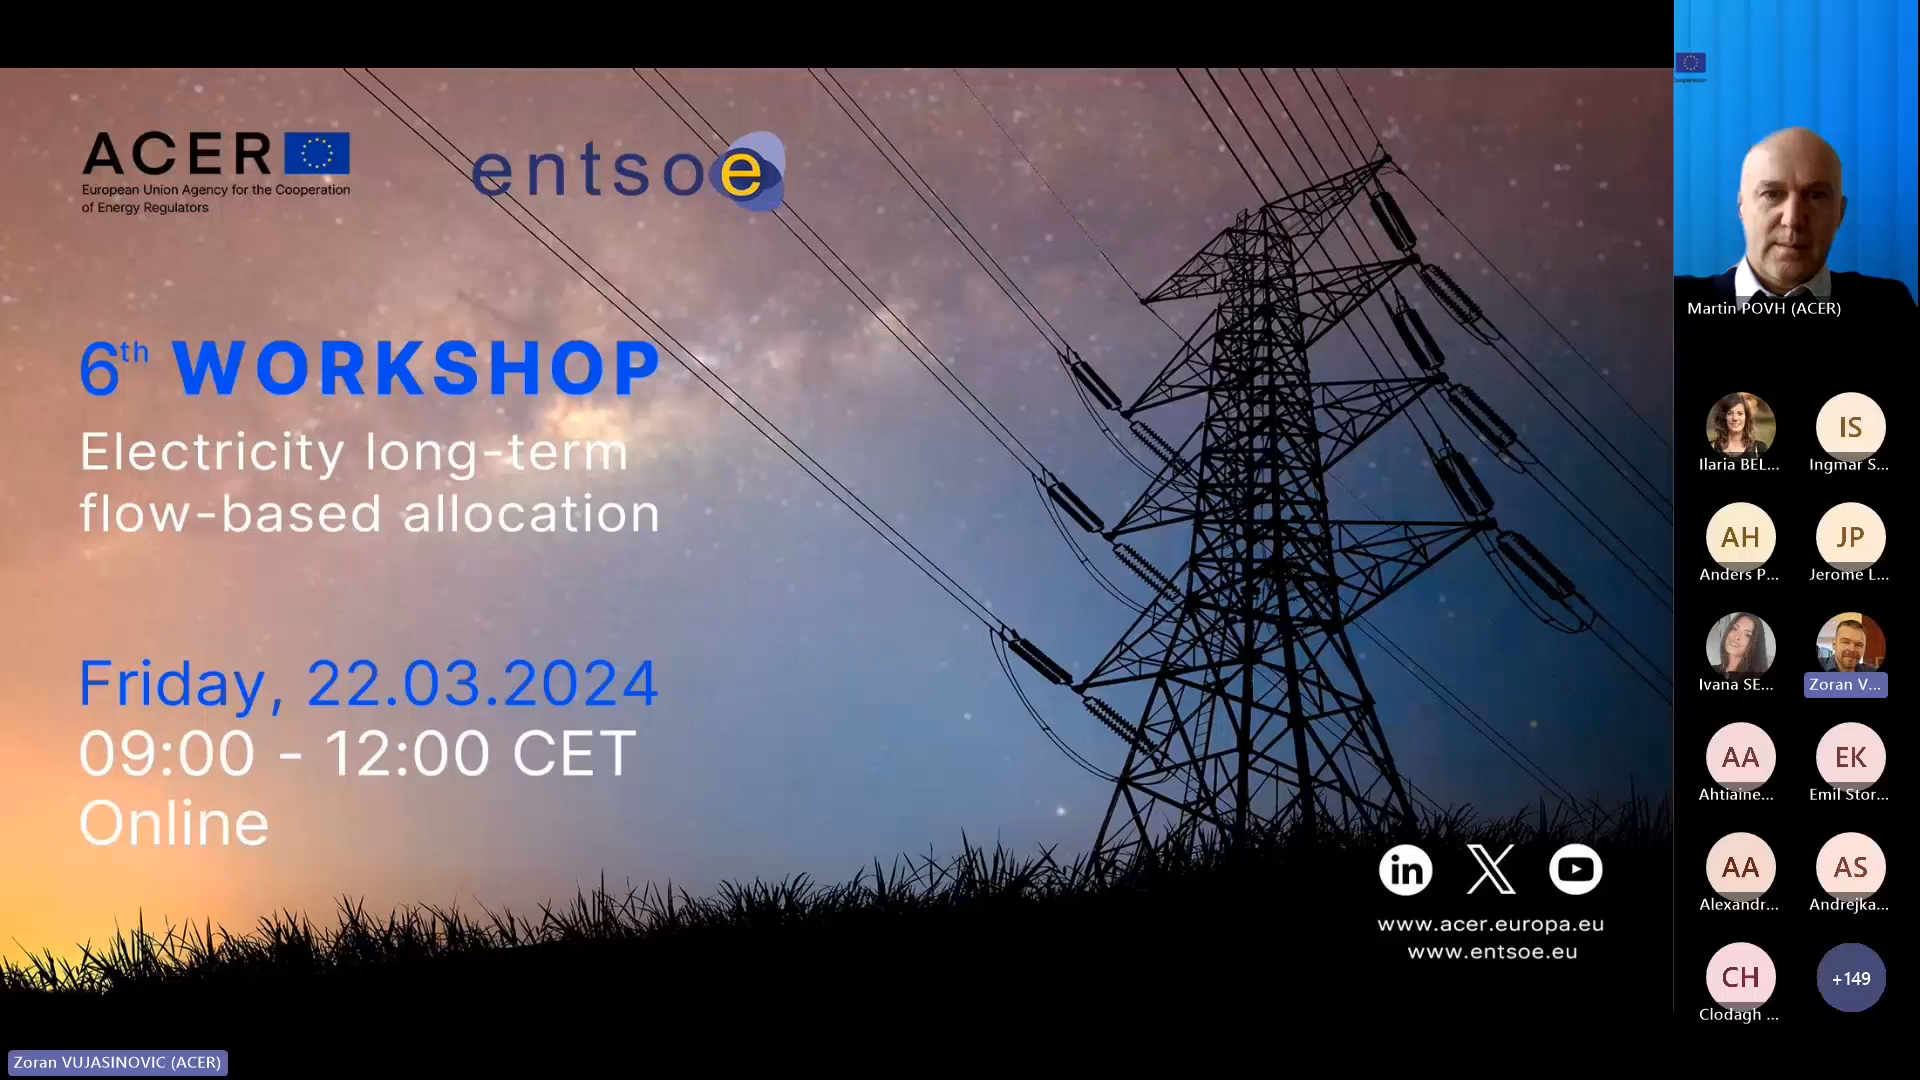 ACER
European Union Agency for the Cooperation
of Energy Regulators
entsoe
6th WORKSHOP
Electricity long-term
flow-based allocation
Friday, 22.03.2024
09:00 - 12:00 CET
Online
in
www.acer.europa.eu
www.entsoe.eu
Martin POVH (ACER)
Ilaria BEL...
IS
Ingmar S...
AH
Anders P...
JP
Jerome L...
Ivana SE...
Zoran V...
AA
Ahtiaine...
EK
Emil Stor...
AA
Alexandr...
AS
Andrejka...
CH
Clodagh ...
+149
Zoran VUJASINOVIC (ACER)